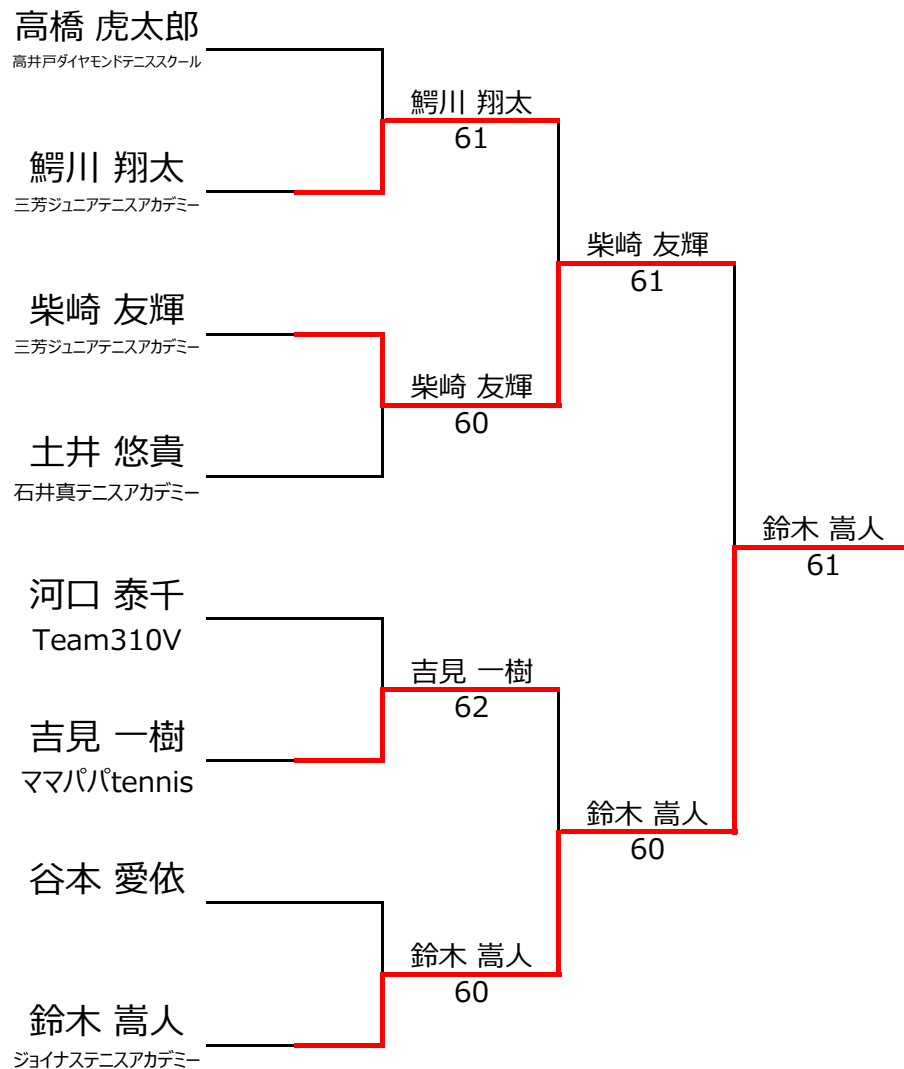 高橋 虎太郎
高井戸ダイヤモンドテニススクール
鰐川 翔太
61
鰐川 翔太
三芳ジュニアテニスアカデミー
柴崎 友輝
61
柴崎 友輝
三芳ジュニアテニスアカデミー
柴崎 友輝
60
土井 悠貴
石井真テニスアカデミー
鈴木 嵩人
61
河口 泰千
Team310V
吉見 一樹
62
吉見 一樹
ママパパtennis
鈴木 嵩人
60
谷本 愛依
鈴木 嵩人
60
鈴木 嵩人
ジョイナステニスアカデミー